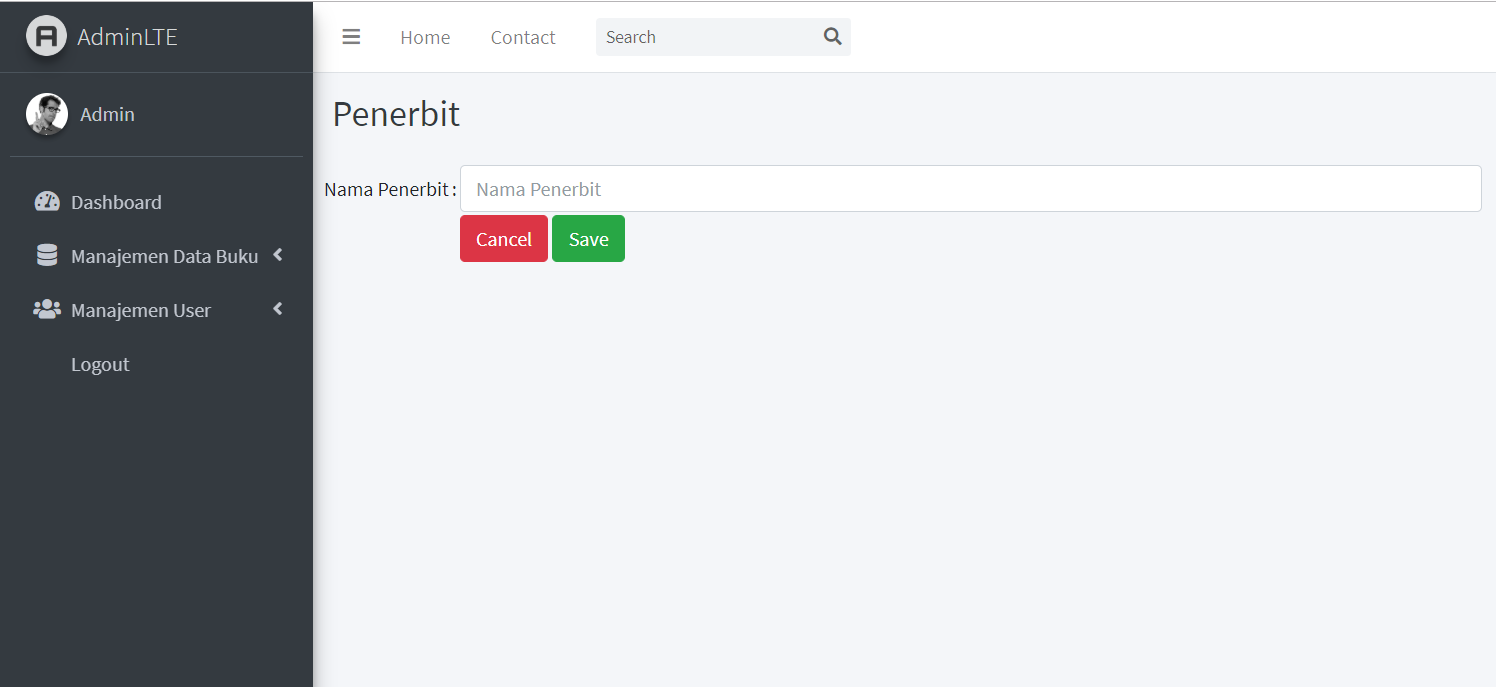 AdminLTE
Home Contact Search
Admin
Penerbit
Nama Penerbit : Nama Penerbit
Cancel Save
Dashboard
Manajemen Data Buku
Manajemen User
Logout